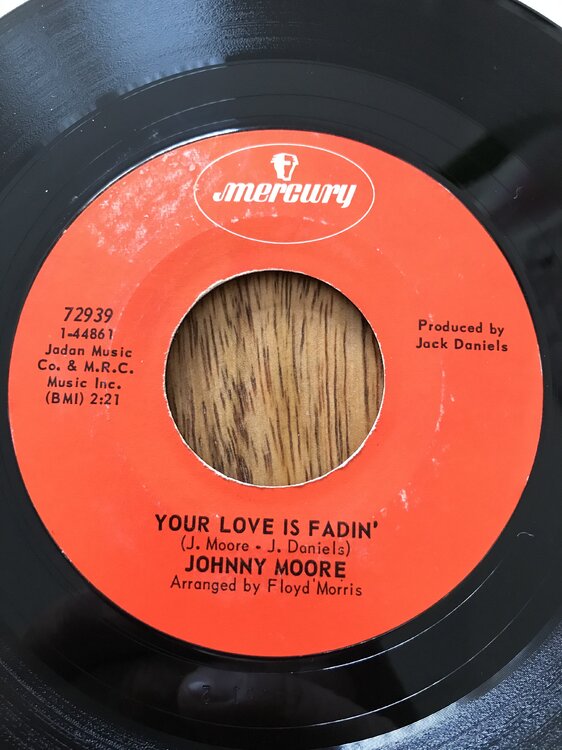 mercury
72939
1-44861
Jadan Music
Co. & M.R.C.
Music Inc.
(BMI) 2:21
Produced by
Jack Daniels
YOUR LOVE IS FADIN'
(J. Moore - J. Daniels)
JOHNNY MOORE
Arranged by Floyd Morris